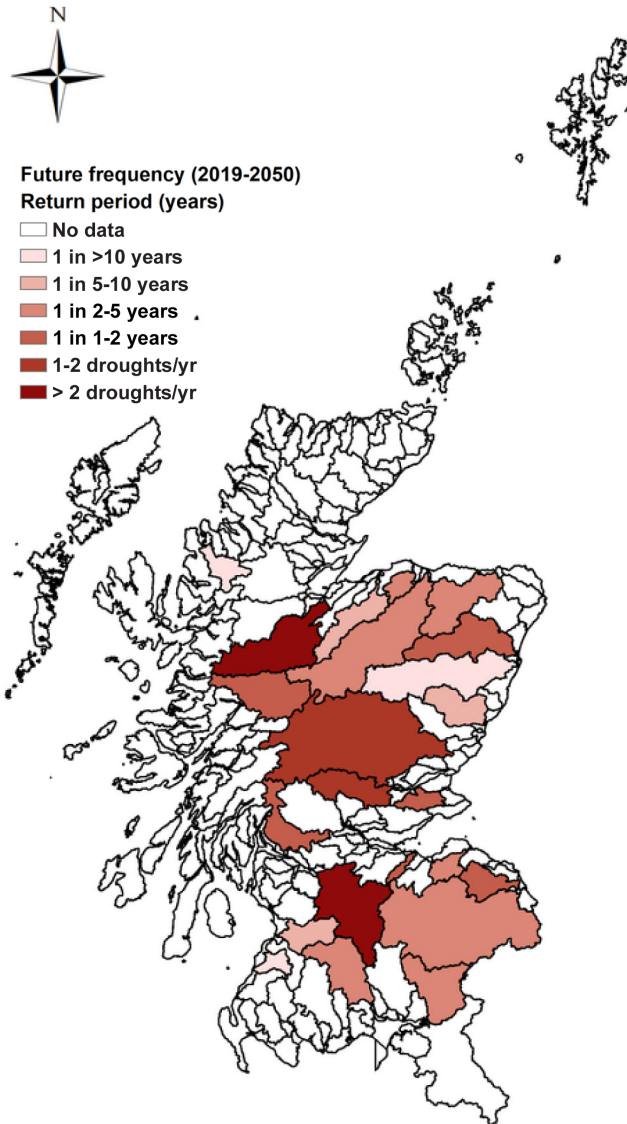 N
Future frequency (2019-2050)
Return period (years)
No data
1 in >10 years
1 in 5-10 years
1 in 2-5 years
1 in 1-2 years
1-2 droughts/yr
> 2 droughts/yr